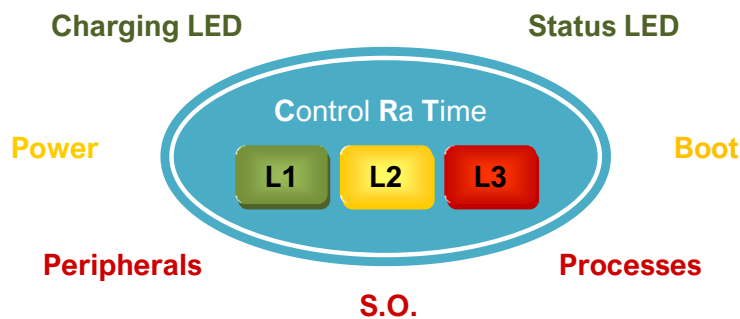 Charging LED
Status LED
Control Ra Time
Power
Boot
L1
L2
L3
Peripherals
Processes
S.O.